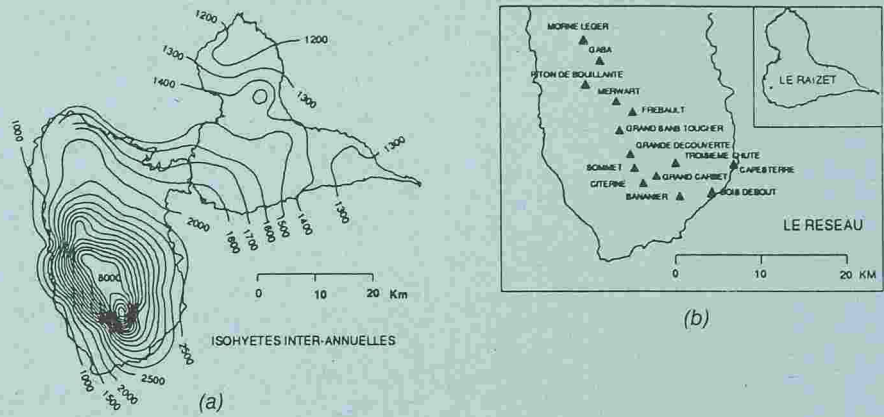 1200
1300
1200
1400
1300
1000
1300
2000
1800
1700
1600
1500
1400
1300
8000
0 10 20 Km
ISOHYETES INTER-ANNUELLES
1000
1500
2000
2500
2500
(a)
MORNE LEGER
GABA
PITON DE BOUILLANTE
MERWART
FREBAULT
GRAND SANS TOUCHER
GRANDE DECOUVERTE
TROISIEME CHUTE
SOMMET
CAPESTERRE
GRAND CARBET
CITERNE
BANANIER
BOIS DEBOUT
LE RAIZET
LE RESEAU
0 10 20 KM
(b)